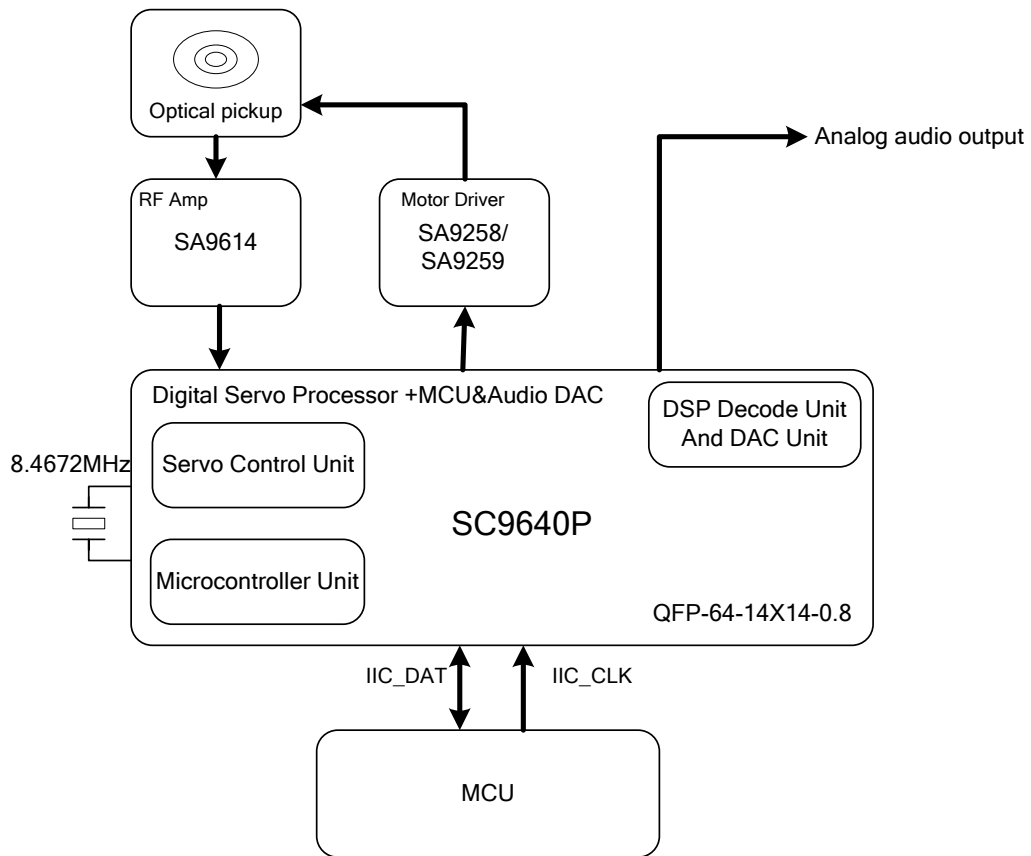 Optical pickup
Analog audio output
RF Amp
SA9614
Motor Driver
SA9258/
SA9259
Digital Servo Processor +MCU&Audio DAC
DSP Decode Unit
And DAC Unit
8.4672MHz
Servo Control Unit
SC9640P
Microcontroller Unit
QFP-64-14X14-0.8
IIC_DAT
IIC_CLK
MCU